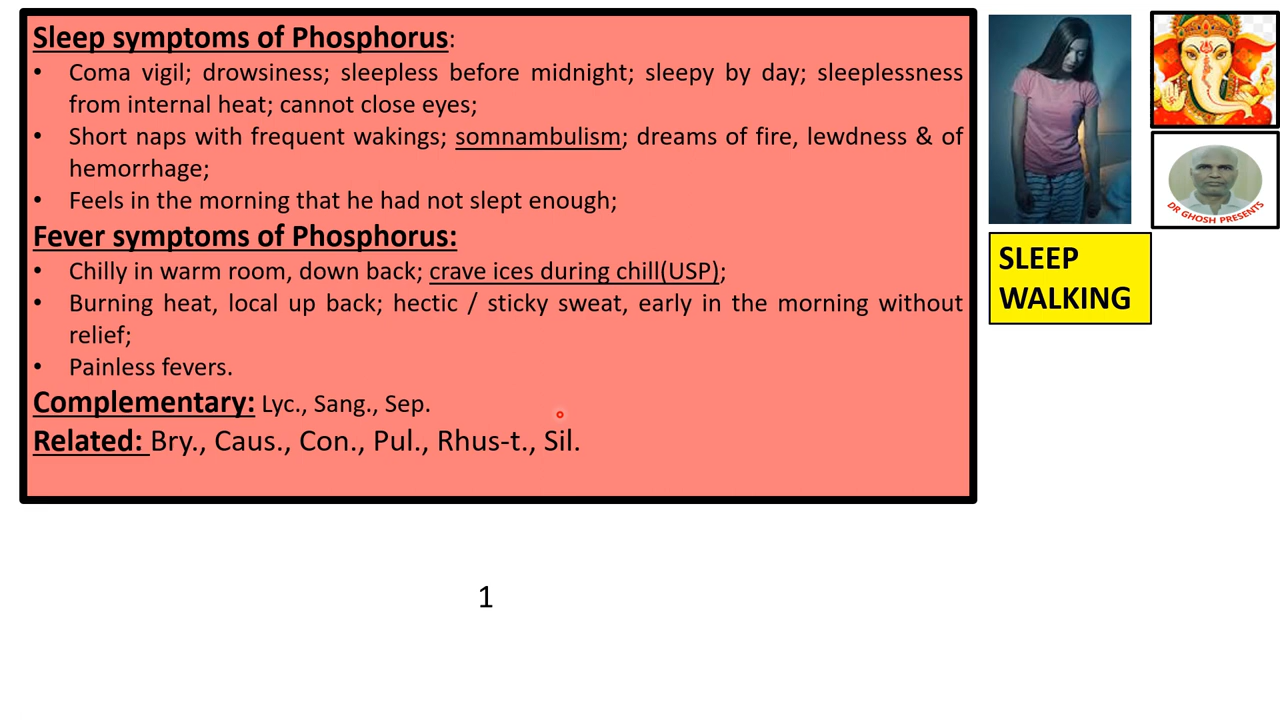 Sleep symptoms of Phosphorus:
• Coma vigil; drowsiness; sleepless before midnight; sleepy by day; sleeplessness
from internal heat; cannot close eyes;
• Short naps with frequent wakings; somnambulism; dreams of fire, lewdness & of
hemorrhage;
• Feels in the morning that he had not slept enough;
Fever symptoms of Phosphorus:
• Chilly in warm room, down back; crave ices during chill(USP);
• Burning heat, local up back; hectic / sticky sweat, early in the morning without
relief;
• Painless fevers.
Complementary: Lyc., Sang., Sep.
Related: Bry., Caus., Con., Pul., Rhus-t., Sil.
1
DR GHOSH PRESENTS
SLEEP
WALKING